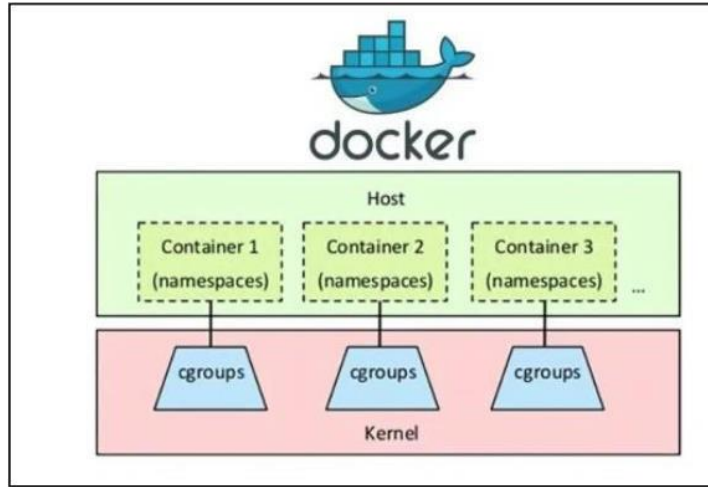 docker
Host
Container 1
(namespaces)
Container 2
(namespaces)
Container 3
(namespaces)
...
cgroups
cgroups
cgroups
Kernel